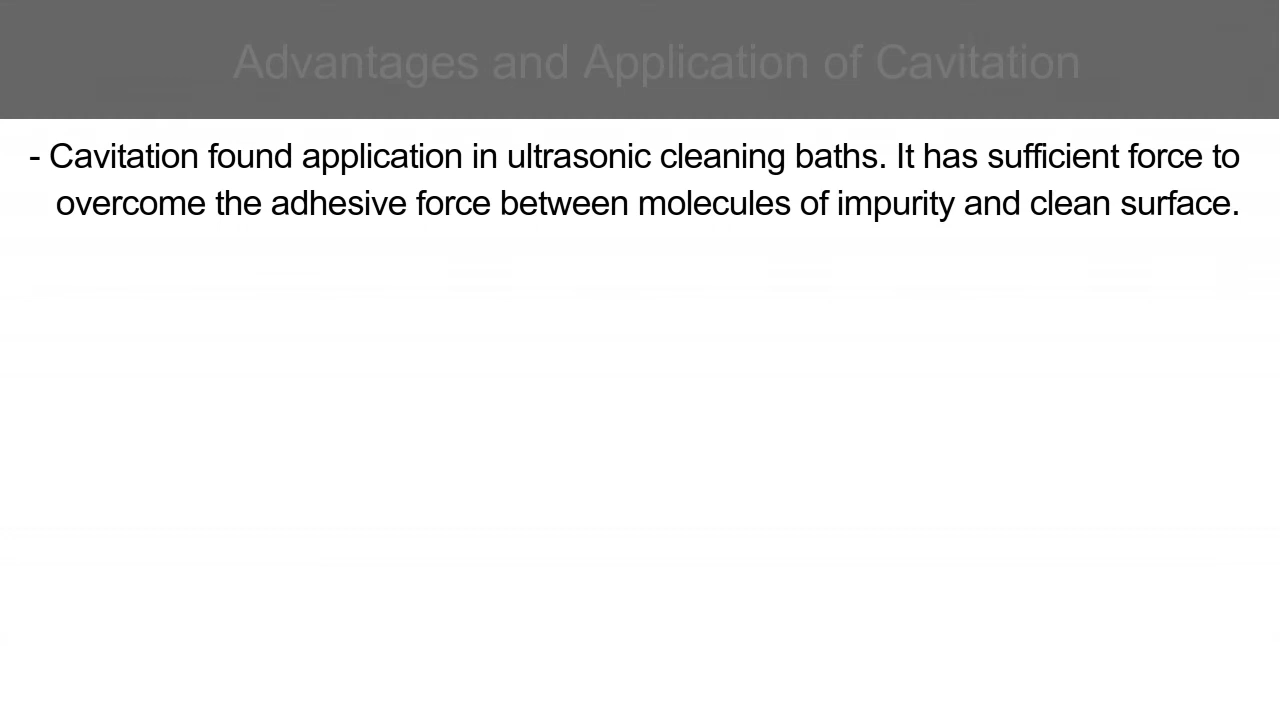 Advantages and Application of Cavitation
- Cavitation found application in ultrasonic cleaning baths. It has sufficient force to
overcome the adhesive force between molecules of impurity and clean surface.